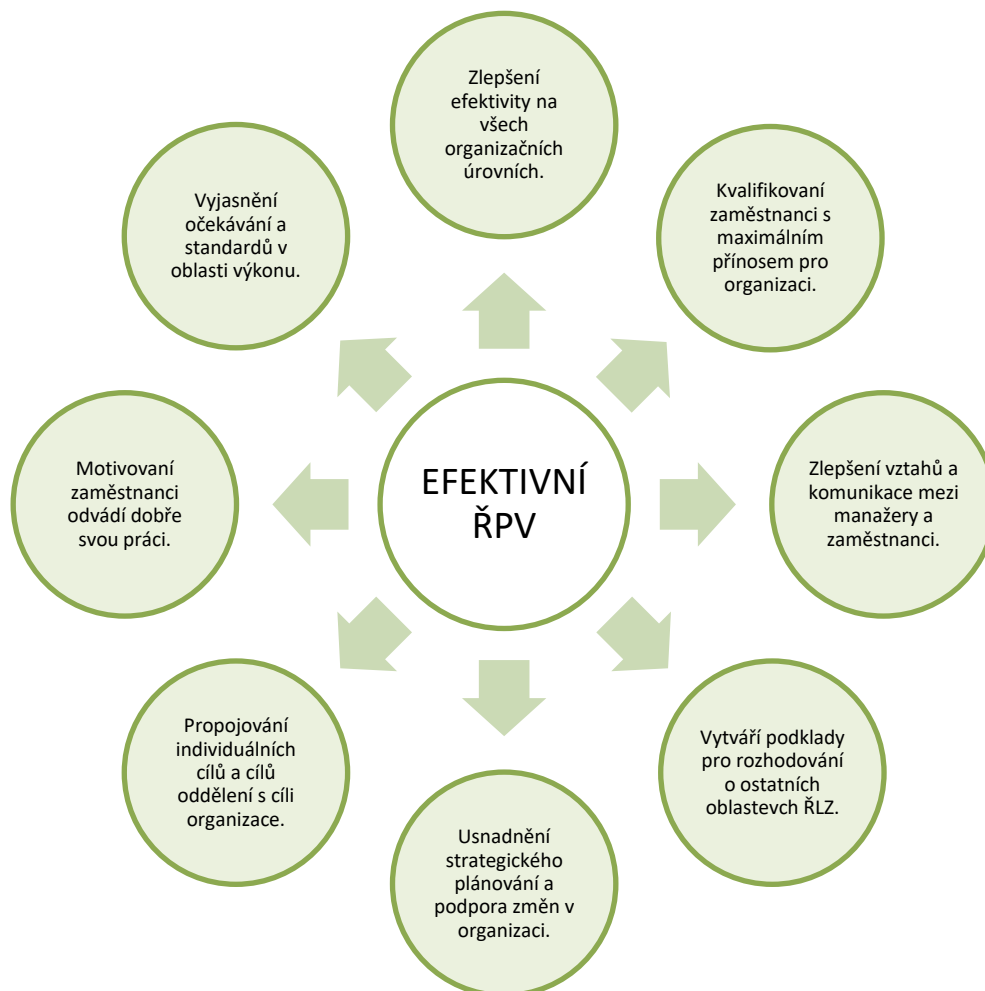 Zlepšení
efektivity na
všech
organizačních
úrovních.
Kvalifikovaní
zaměstnanci s
maximálním
přínosem pro
organizaci.
Zlepšení vztahů a
komunikace mezi
manažery a
zaměstnanci.
Vytváří podklady
pro rozhodování
o ostatních
oblastevch ŘLZ.
Usnadnění
strategického
plánování a
podpora změn v
organizaci.
Propojování
individuálních
cílů a cílů
oddělení s cíli
organizace.
Motivovaní
zaměstnanci
odvádí dobře
svou práci.
Vyjasnění
očekávání a
standardů v
oblasti výkonu.
EFEKTIVNÍ
ŘPV